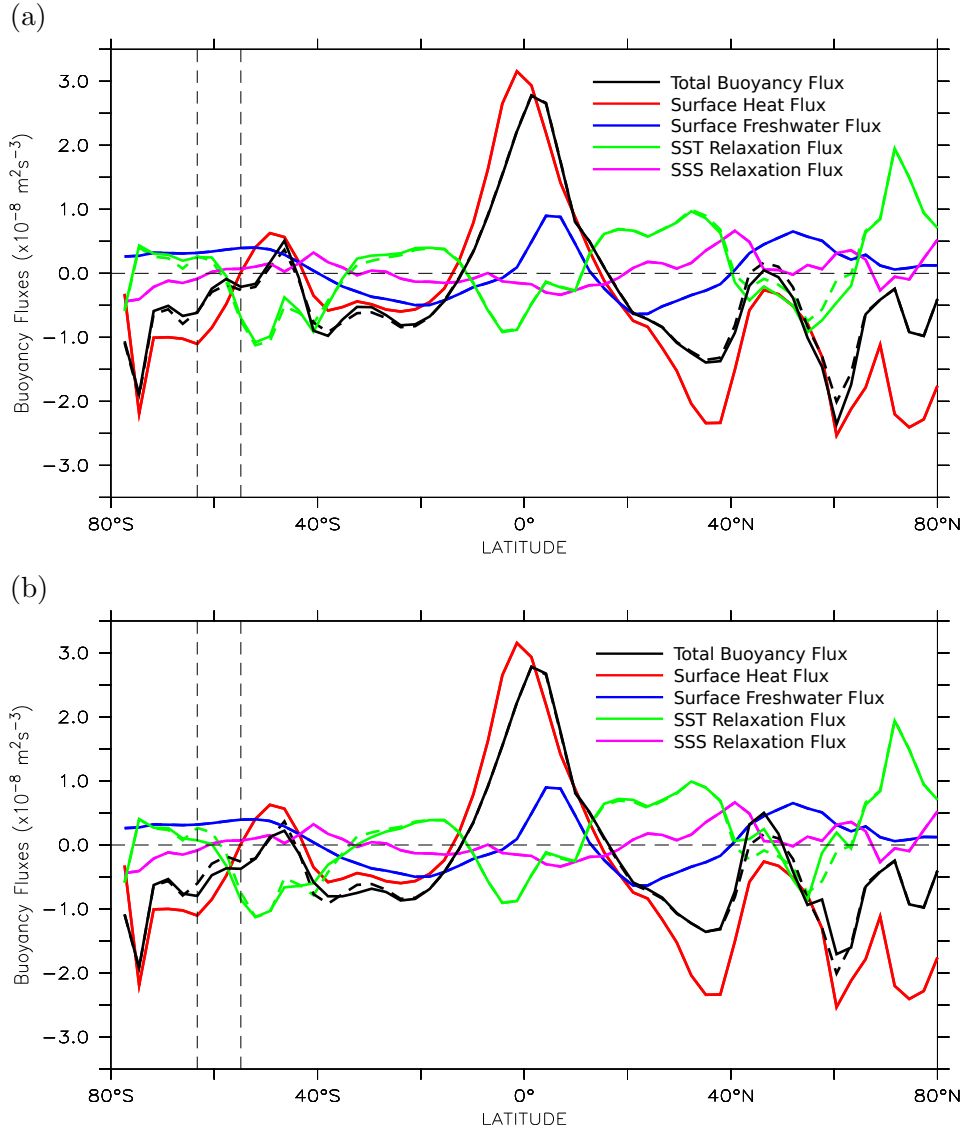 (a)
Buoyancy Fluxes (x10⁻⁸ m²s⁻³)
3.0
2.0
1.0
0.0
−1.0
−2.0
−3.0
Total Buoyancy Flux
Surface Heat Flux
Surface Freshwater Flux
SST Relaxation Flux
SSS Relaxation Flux
80°S 40°S 0° 40°N 80°N
LATITUDE
(b)
Buoyancy Fluxes (x10⁻⁸ m²s⁻³)
3.0
2.0
1.0
0.0
−1.0
−2.0
−3.0
Total Buoyancy Flux
Surface Heat Flux
Surface Freshwater Flux
SST Relaxation Flux
SSS Relaxation Flux
80°S 40°S 0° 40°N 80°N
LATITUDE